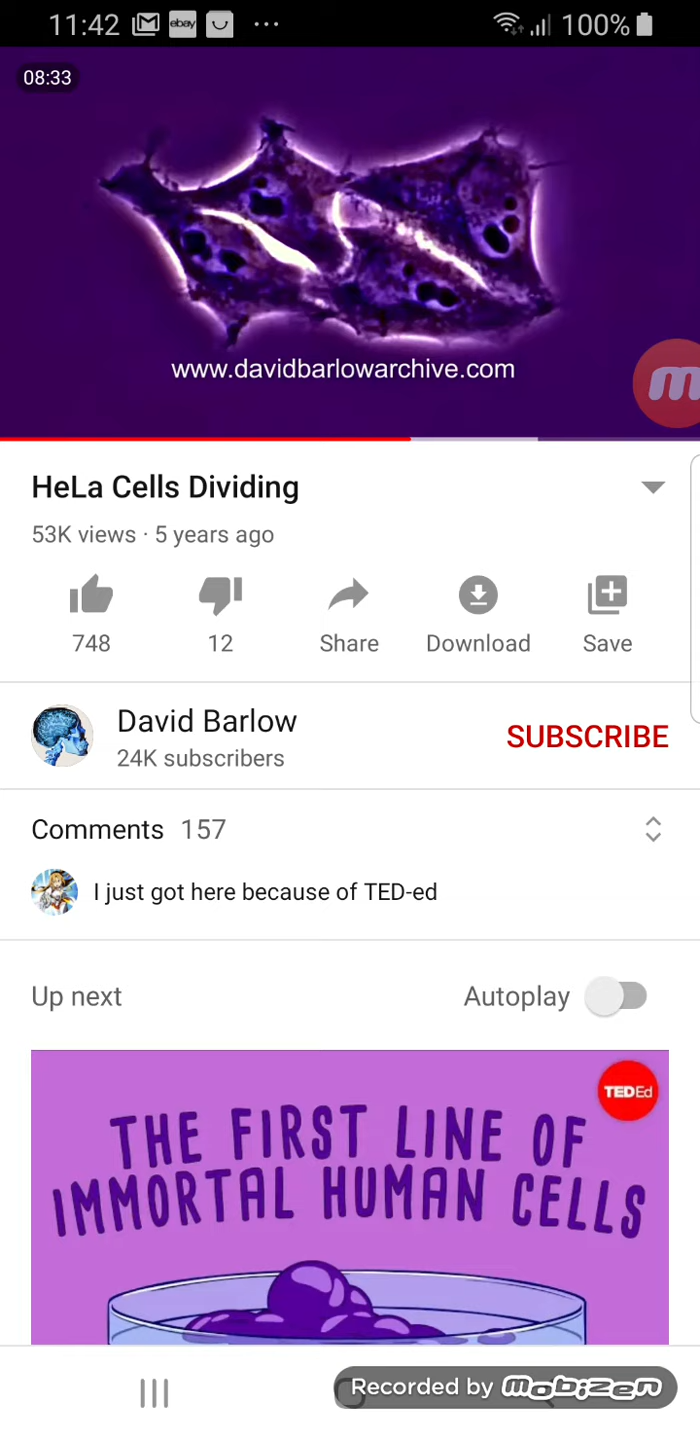 11:42 ebay ... 100%
08:33
www.davidbarlowarchive.com
m
HeLa Cells Dividing
53K views · 5 years ago
748 12 Share Download Save
David Barlow
24K subscribers
SUBSCRIBE
Comments 157
I just got here because of TED-ed
Up next Autoplay
TEDEd
THE FIRST LINE OF
IMMORTAL HUMAN CELLS
Recorded by mobizen